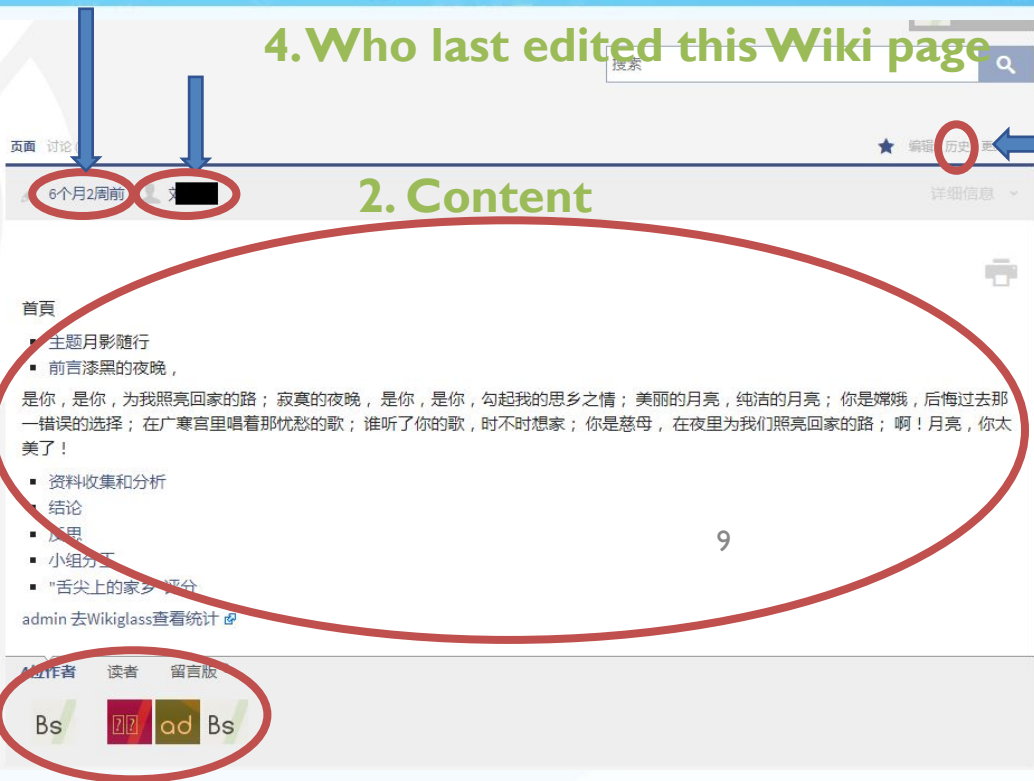 4. Who last edited this Wiki page
搜索
页面 讨论
编辑 历史
6个月2周前
2. Content
详细信息
首頁
主题月影随行
前言漆黑的夜晚，
是你，是你，为我照亮回家的路；寂寞的夜晚，是你，是你，勾起我的思乡之情；美丽的月亮，纯洁的月亮；你是嫦娥，后悔过去那
一错误的选择；在广寒宫里唱着那忧愁的歌；谁听了你的歌，时不时想家；你是慈母，在夜里为我们照亮回家的路；啊！月亮，你太
美了！
资料收集和分析
结论
反思
小组分工
9
"舌尖上的家乡"评分
admin 去Wikiglass查看统计
作者 读者 留言版
Bs ad Bs